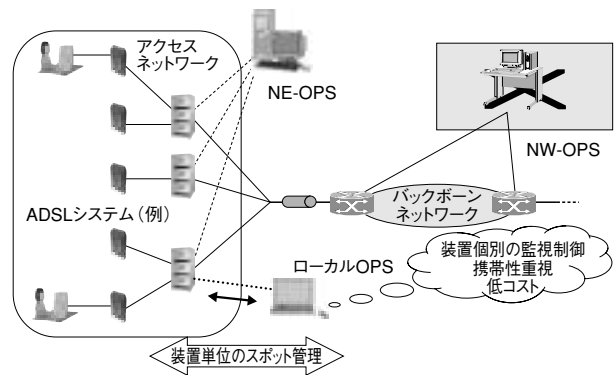 アクセス
ネットワーク
NE-OPS
NW-OPS
バックボーン
ネットワーク
ADSLシステム（例）
ローカルOPS
装置個別の監視制御
携帯性重視
低コスト
装置単位のスポット管理